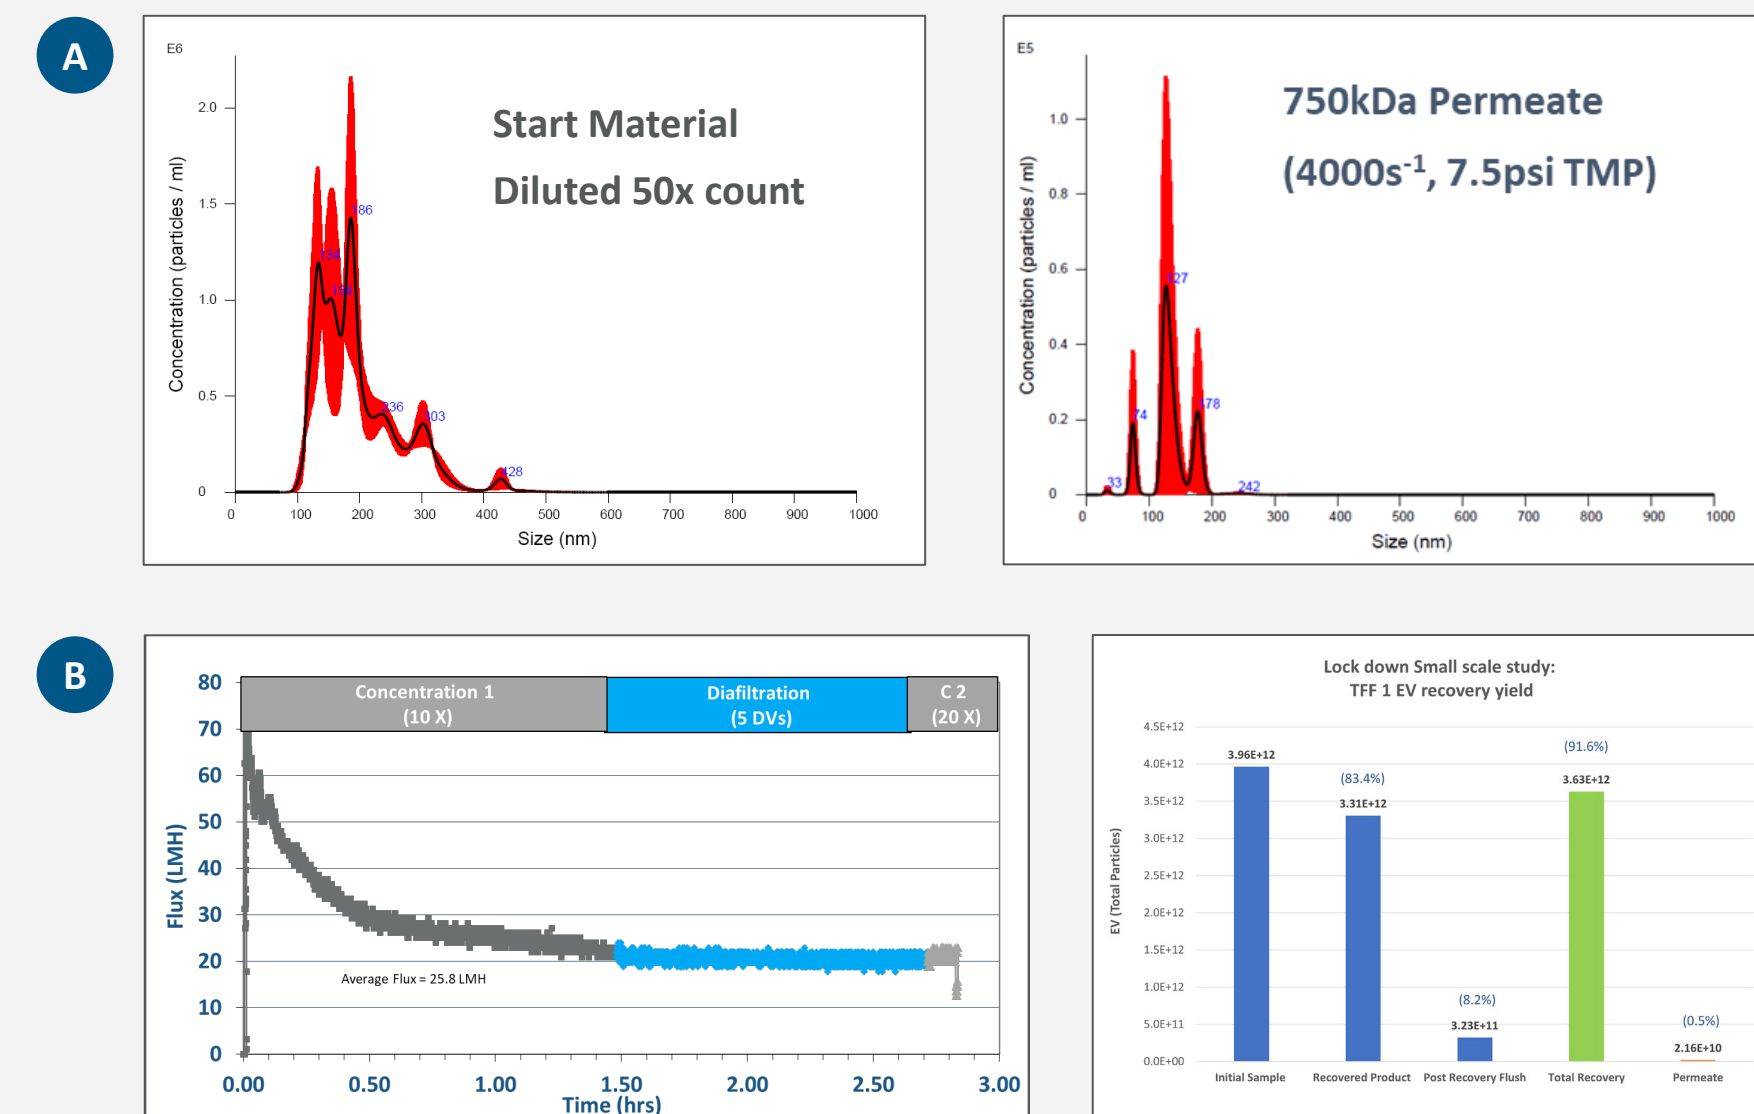 A
E6
Start Material
Diluted 50x count
Concentration (particles / ml)
2.0
1.5
1.0
0.5
0
134
154
186
236
303
428
0 100 200 300 400 500 600 700 800 900 1000
Size (nm)
E5
750kDa Permeate
(4000s⁻¹, 7.5psi TMP)
Concentration (particles / ml)
1.0
0.8
0.6
0.4
0.2
0
33
74
127
178
242
0 100 200 300 400 500 600 700 800 900 1000
Size (nm)
B
Concentration 1
(10 X)
Diafiltration
(5 DVs)
C 2
(20 X)
Flux (LMH)
80
70
60
50
40
30
20
10
0
Average Flux = 25.8 LMH
0.00 0.50 1.00 1.50 2.00 2.50 3.00
Time (hrs)
Lock down Small scale study:
TFF 1 EV recovery yield
EV (Total Particles)
4.5E+12
4.0E+12
3.5E+12
3.0E+12
2.5E+12
2.0E+12
1.5E+12
1.0E+12
5.0E+11
0.0E+00
3.96E+12
(83.4%)
3.31E+12
(8.2%)
3.23E+11
(91.6%)
3.63E+12
(0.5%)
2.16E+10
Initial Sample Recovered Product Post Recovery Flush Total Recovery Permeate